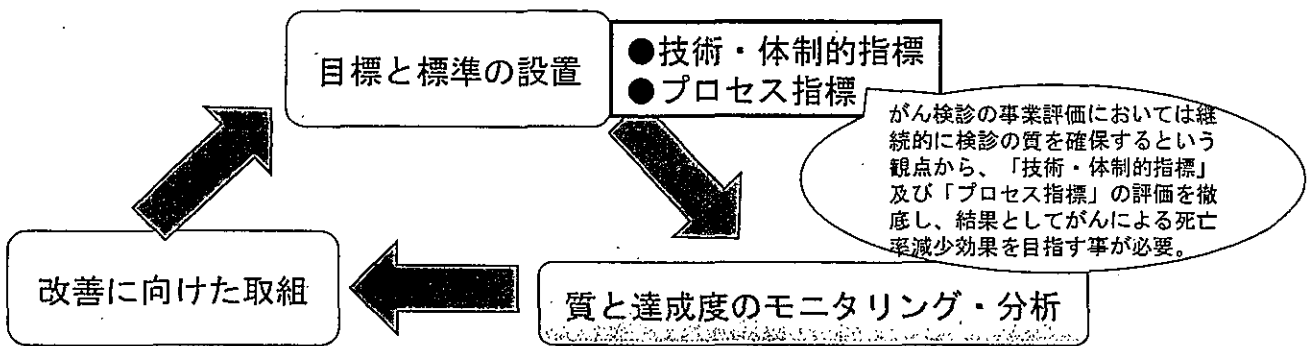 目標と標準の設置
●技術・体制的指標
●プロセス指標
がん検診の事業評価においては継
続的に検診の質を確保するという
観点から、「技術・体制的指標」
及び「プロセス指標」の評価を徹
底し、結果としてがんによる死亡
率減少効果を目指す事が必要。
改善に向けた取組
質と達成度のモニタリング・分析